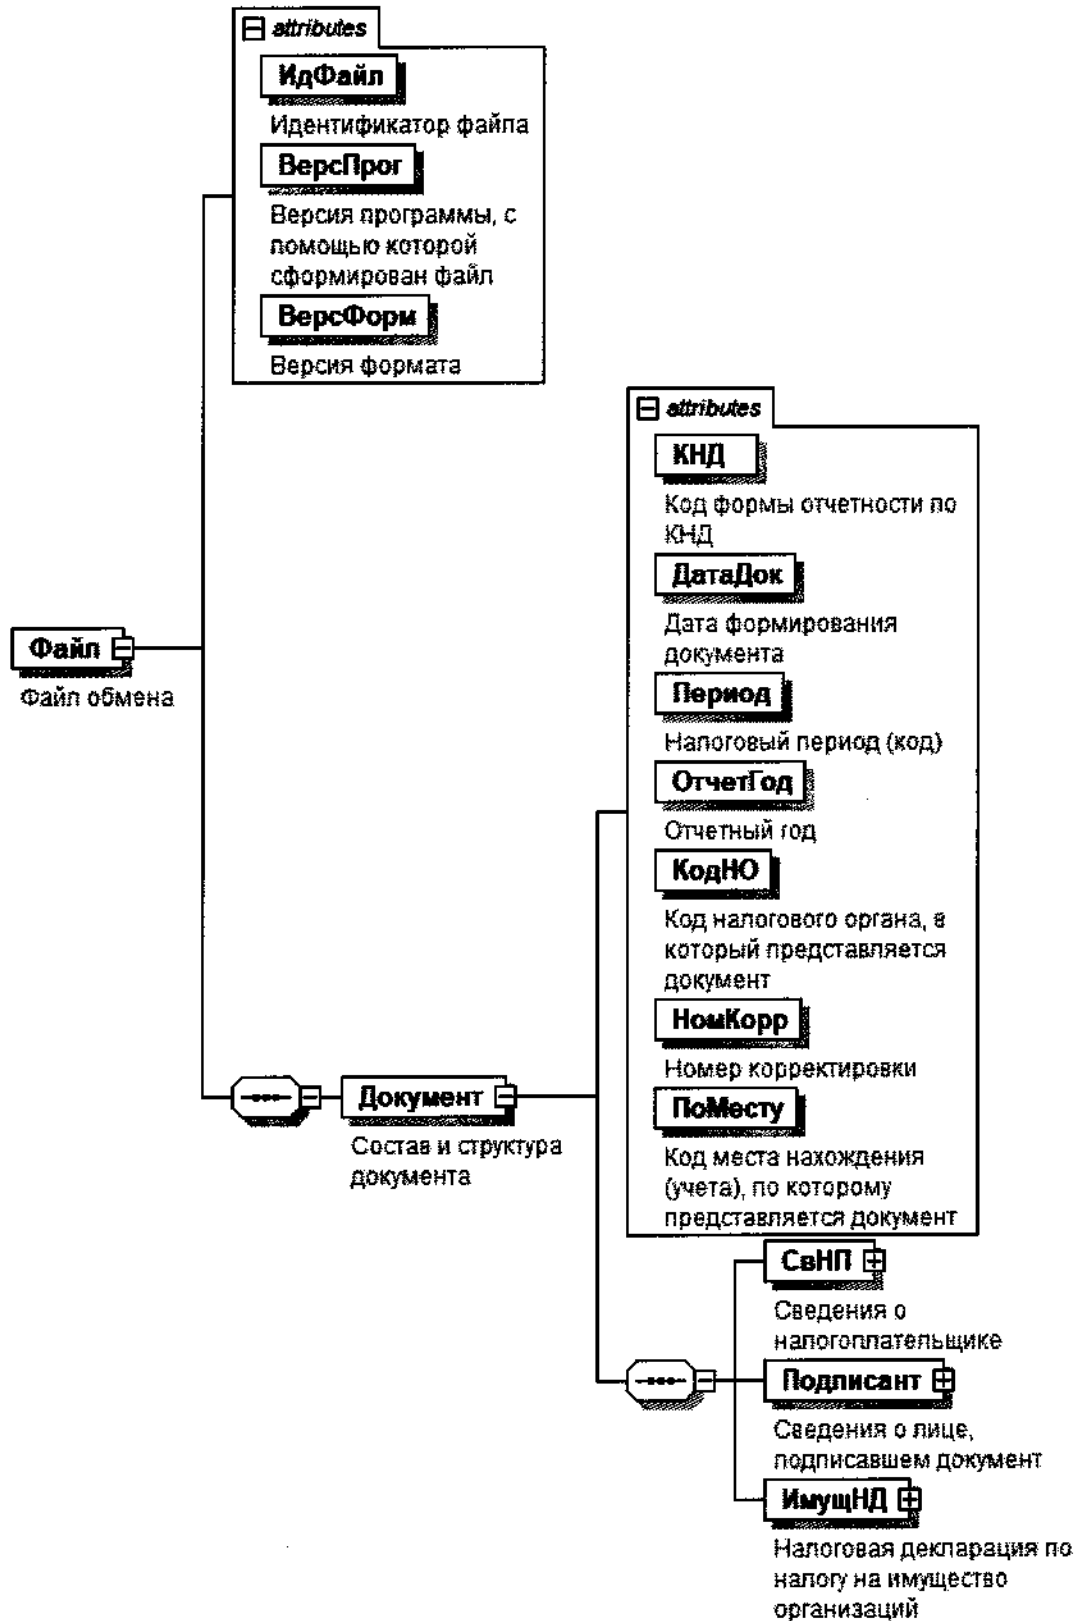 attributes
ИдФайл
Идентификатор файла
ВерсПрог
Версия программы, с
помощью которой
сформирован файл
ВерсФорм
Версия формата
Файл
Файл обмена
attributes
КНД
Код формы отчетности по
КНД
ДатаДок
Дата формирования
документа
Период
Налоговый период (код)
ОтчетГод
Отчетный год
КодНО
Код налогового органа, в
который представляется
документ
НомКорр
Номер корректировки
ПоМесту
Код места нахождения
(учета), по которому
представляется документ
Документ
Состав и структура
документа
СвНП
Сведения о
налогоплательщике
Подписант
Сведения о лице,
подписавшем документ
ИмущНД
Налоговая декларация по
налогу на имущество
организаций